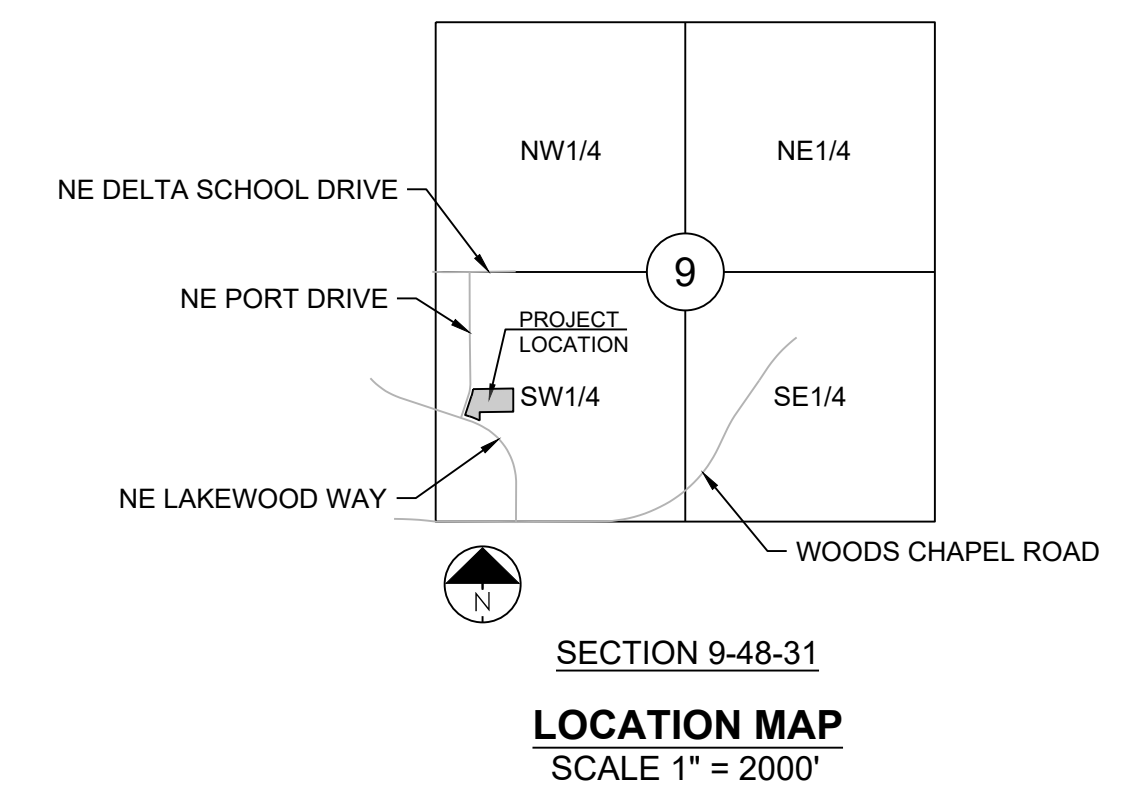 NW1/4
NE1/4
NE DELTA SCHOOL DRIVE
9
NE PORT DRIVE
PROJECT
LOCATION
SW1/4
SE1/4
NE LAKEWOOD WAY
WOODS CHAPEL ROAD
N
SECTION 9-48-31
LOCATION MAP
SCALE 1" = 2000'